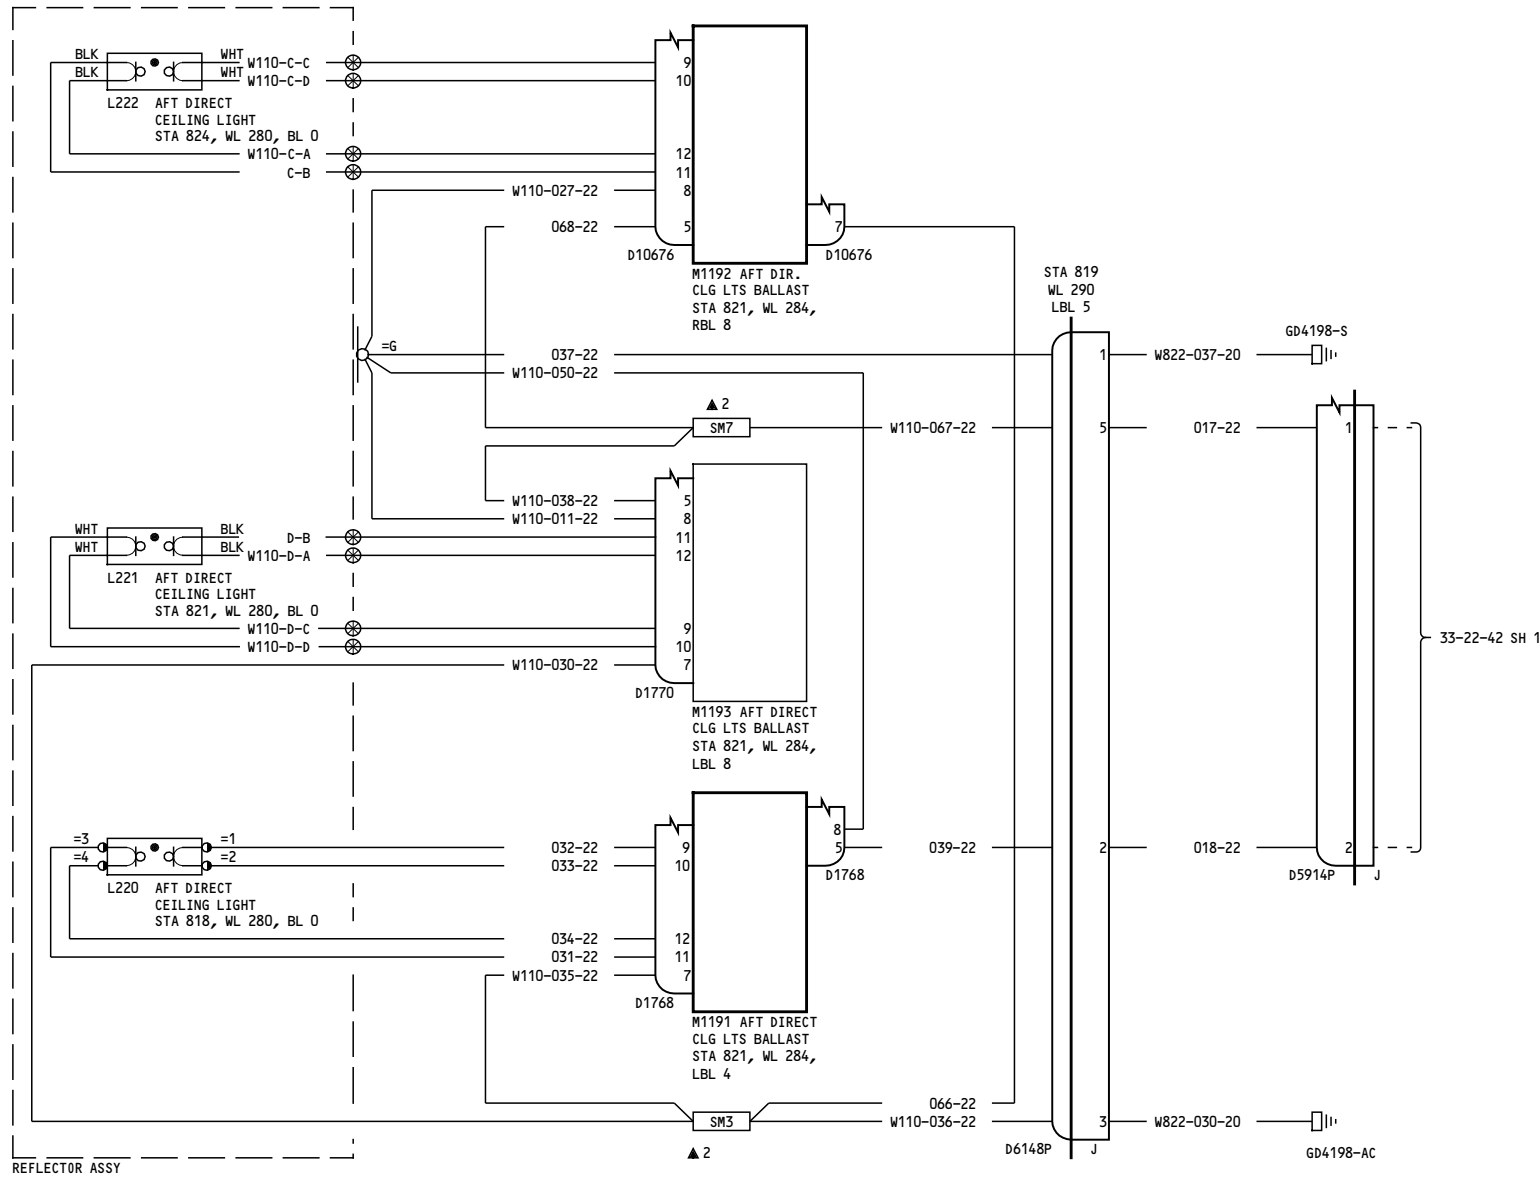 BLK
BLK
WHT
WHT
W110-C-C
W110-C-D
L222 AFT DIRECT
CEILING LIGHT
STA 824, WL 280, BL 0
W110-C-A
C-B
W110-027-22
068-22
9
10
12
11
8
5
D10676
7
D10676
M1192 AFT DIR.
CLG LTS BALLAST
STA 821, WL 284,
RBL 8
STA 819
WL 290
LBL 5
GD4198-S
=G
037-22
1
W822-037-20
W110-050-22
2
SM7
W110-067-22
5
017-22
1
W110-038-22
W110-011-22
5
8
11
12
9
10
7
WHT
WHT
BLK
BLK
D-B
W110-D-A
L221 AFT DIRECT
CEILING LIGHT
STA 821, WL 280, BL 0
W110-D-C
W110-D-D
W110-030-22
D1770
33-22-42 SH 1
M1193 AFT DIRECT
CLG LTS BALLAST
STA 821, WL 284,
LBL 8
=3
=4
=1
=2
L220 AFT DIRECT
CEILING LIGHT
STA 818, WL 280, BL 0
032-22
033-22
034-22
031-22
W110-035-22
9
10
12
11
7
D1768
8
5
D1768
039-22
2
018-22
2
D5914P J
M1191 AFT DIRECT
CLG LTS BALLAST
STA 821, WL 284,
LBL 4
066-22
SM3
W110-036-22
3
W822-030-20
2
D6148P J
GD4198-AC
REFLECTOR ASSY